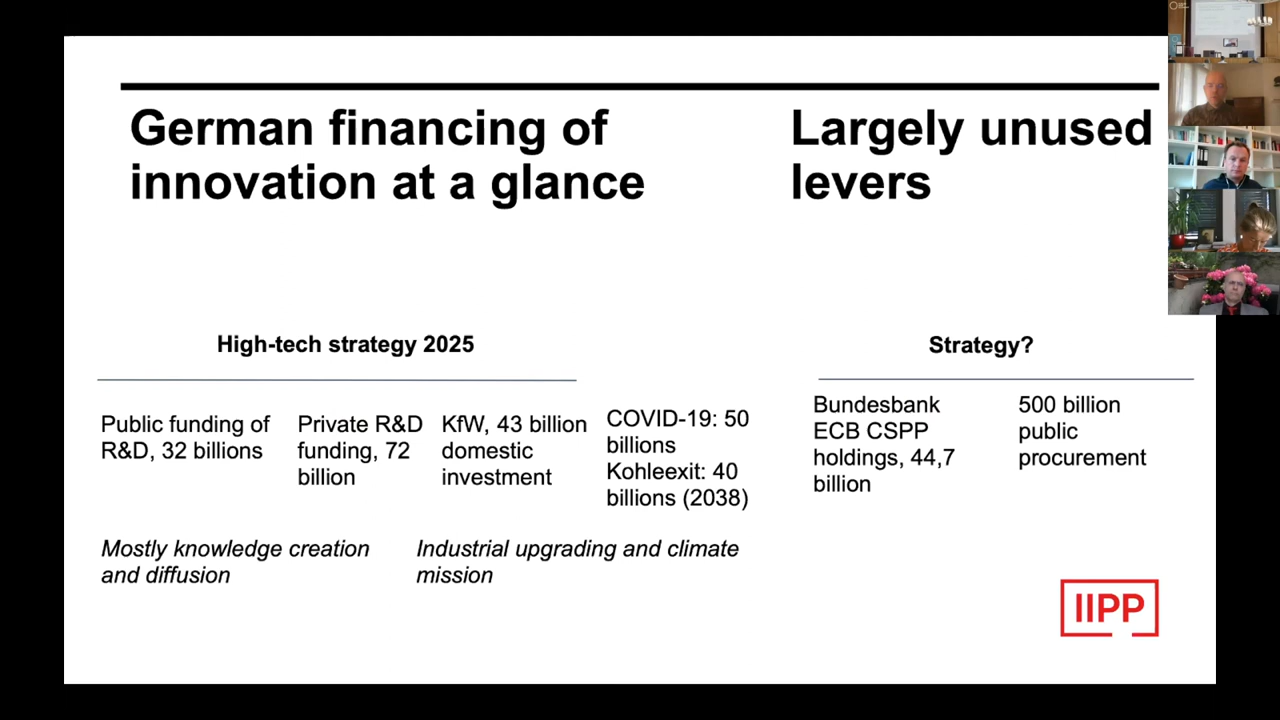 German financing of
innovation at a glance
Largely unused
levers
High-tech strategy 2025
Strategy?
Public funding of
R&D, 32 billions
Private R&D
funding, 72
billion
KfW, 43 billion
domestic
investment
COVID-19: 50
billions
Kohleexit: 40
billions (2038)
Bundesbank
ECB CSPP
holdings, 44,7
billion
500 billion
public
procurement
Mostly knowledge creation
and diffusion
Industrial upgrading and climate
mission
IIPP